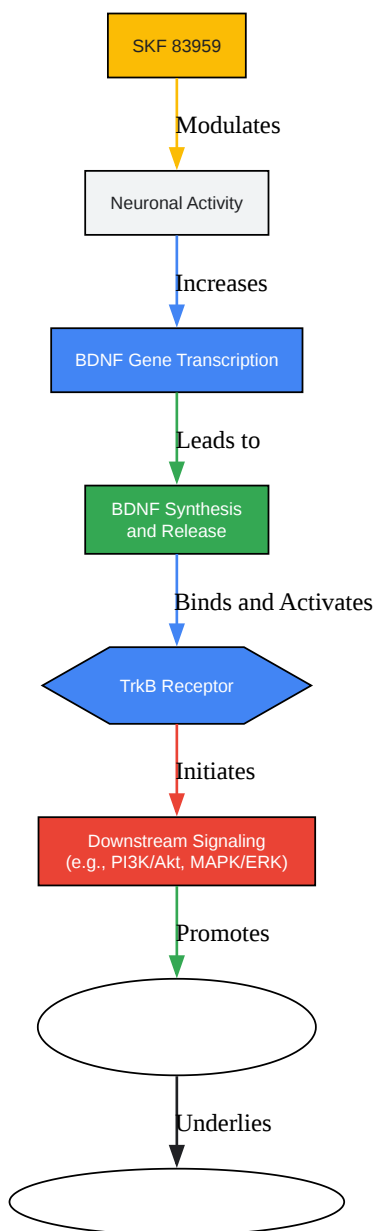 SKF 83959
Modulates
Neuronal Activity
Increases
BDNF Gene Transcription
Leads to
BDNF Synthesis
and Release
Binds and Activates
TrkB Receptor
Initiates
Downstream Signaling
(e.g., PI3K/Akt, MAPK/ERK)
Promotes
Underlies